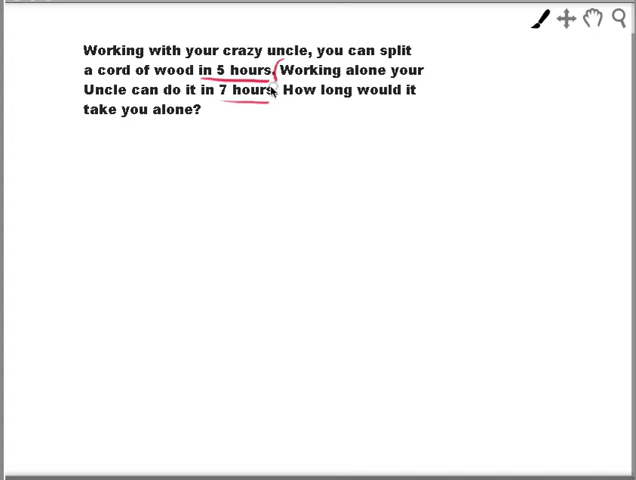 Working with your crazy uncle, you can split
a cord of wood in 5 hours. Working alone your
Uncle can do it in 7 hours. How long would it
take you alone?